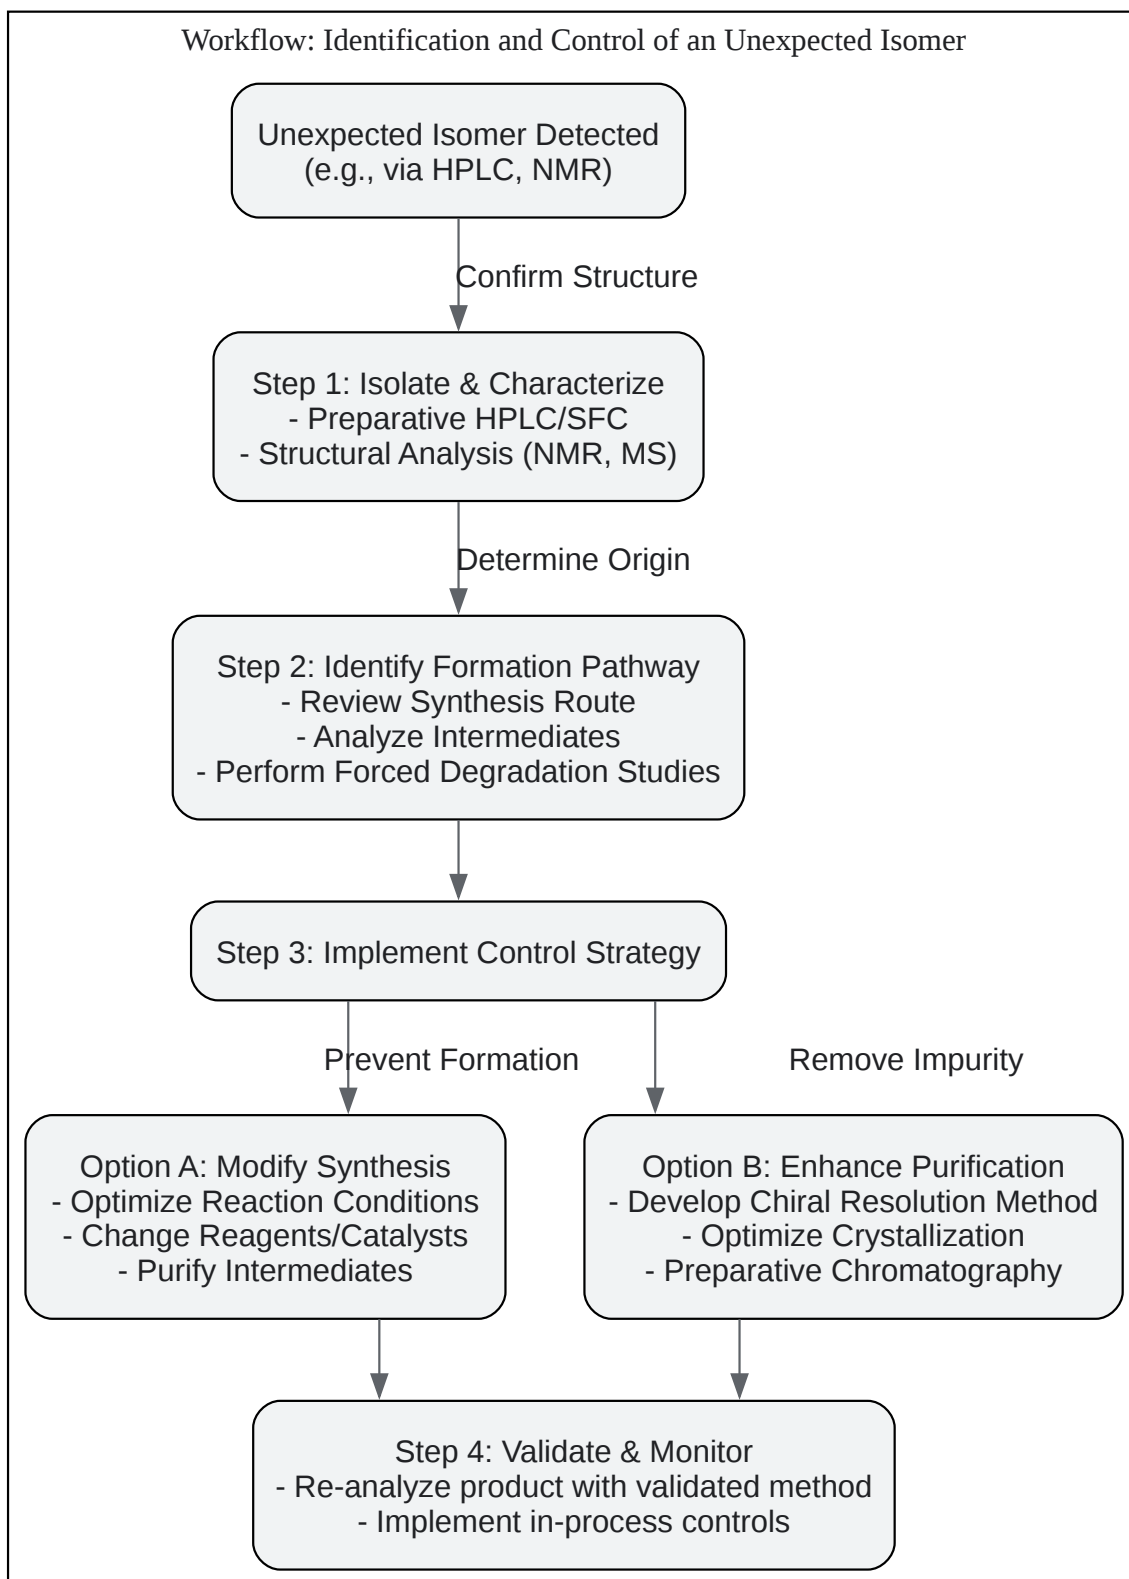 Workflow: Identification and Control of an Unexpected Isomer
Unexpected Isomer Detected
(e.g., via HPLC, NMR)
Confirm Structure
Step 1: Isolate & Characterize
- Preparative HPLC/SFC
- Structural Analysis (NMR, MS)
Determine Origin
Step 2: Identify Formation Pathway
- Review Synthesis Route
- Analyze Intermediates
- Perform Forced Degradation Studies
Step 3: Implement Control Strategy
Prevent Formation
Remove Impurity
Option A: Modify Synthesis
- Optimize Reaction Conditions
- Change Reagents/Catalysts
- Purify Intermediates
Option B: Enhance Purification
- Develop Chiral Resolution Method
- Optimize Crystallization
- Preparative Chromatography
Step 4: Validate & Monitor
- Re-analyze product with validated method
- Implement in-process controls